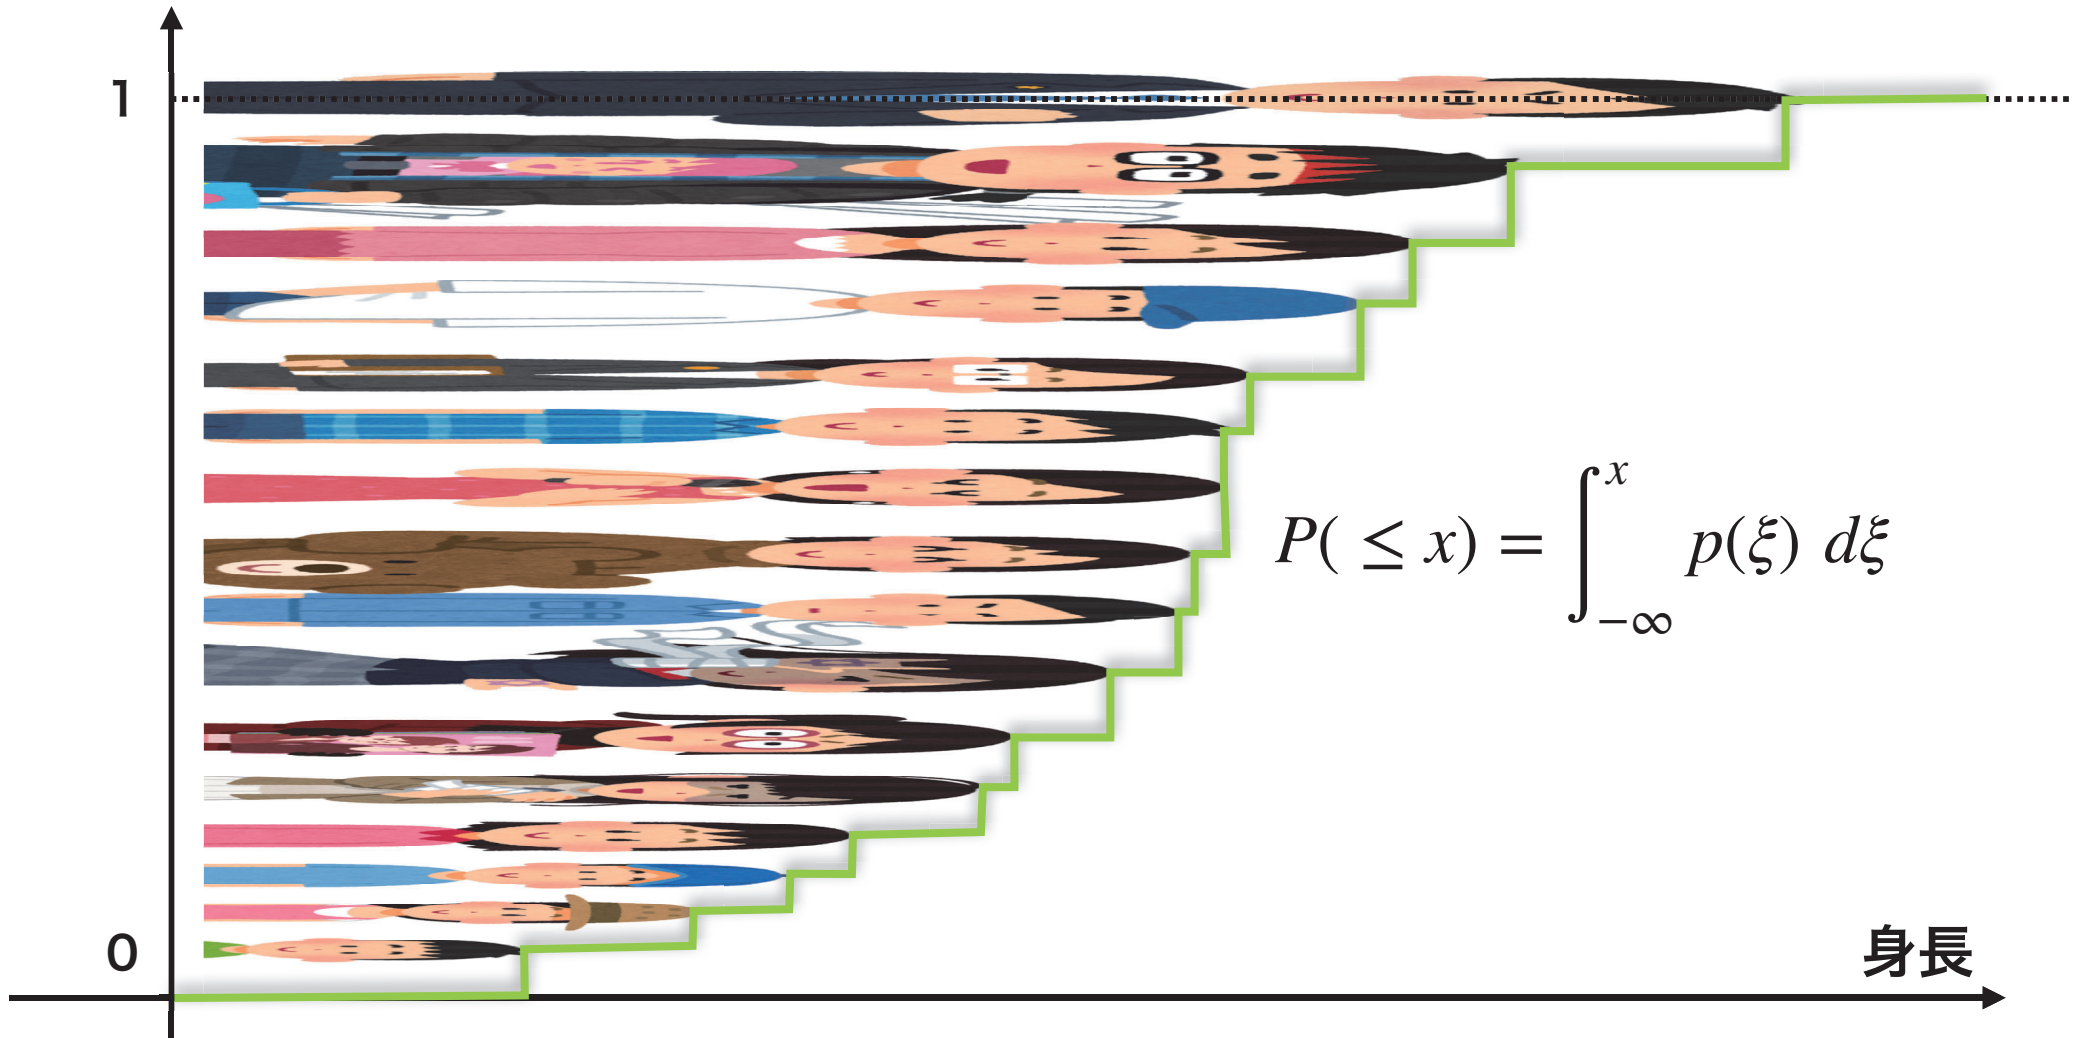 1
P( ≤ x) = ∫_{−∞}^{x} p(ξ) dξ
0
身長